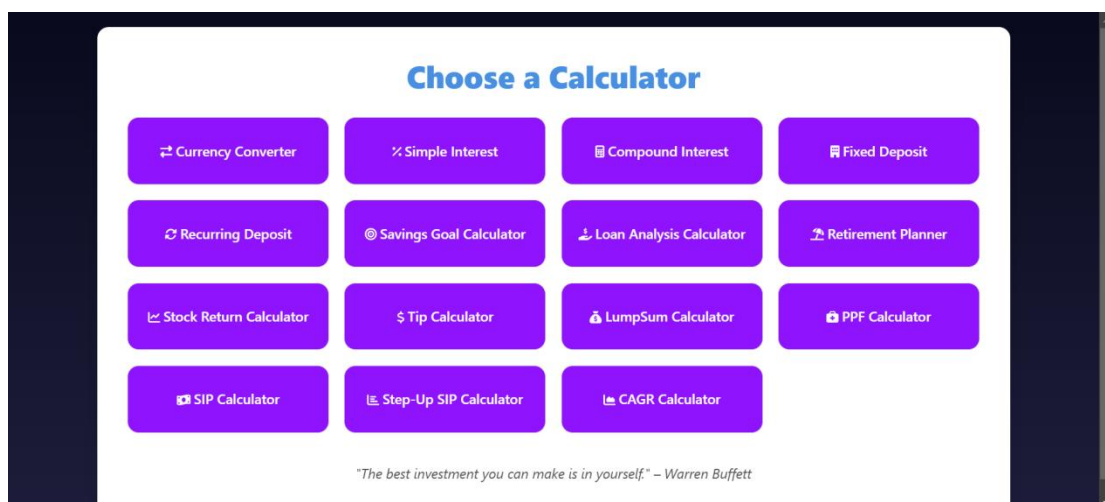 Choose a Calculator
Currency Converter
Simple Interest
Compound Interest
Fixed Deposit
Recurring Deposit
Savings Goal Calculator
Loan Analysis Calculator
Retirement Planner
Stock Return Calculator
$ Tip Calculator
LumpSum Calculator
PPF Calculator
SIP Calculator
Step-Up SIP Calculator
CAGR Calculator
"The best investment you can make is in yourself." – Warren Buffett